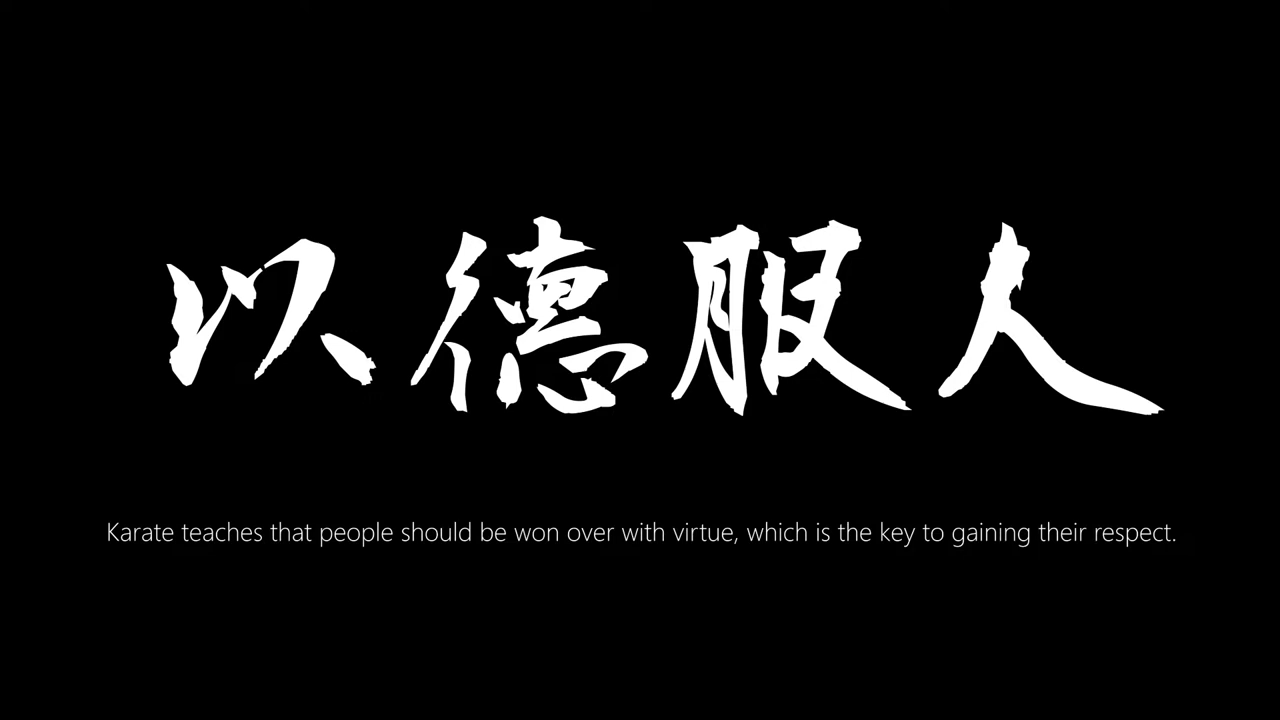 以德服人
Karate teaches that people should be won over with virtue, which is the key to gaining their respect.